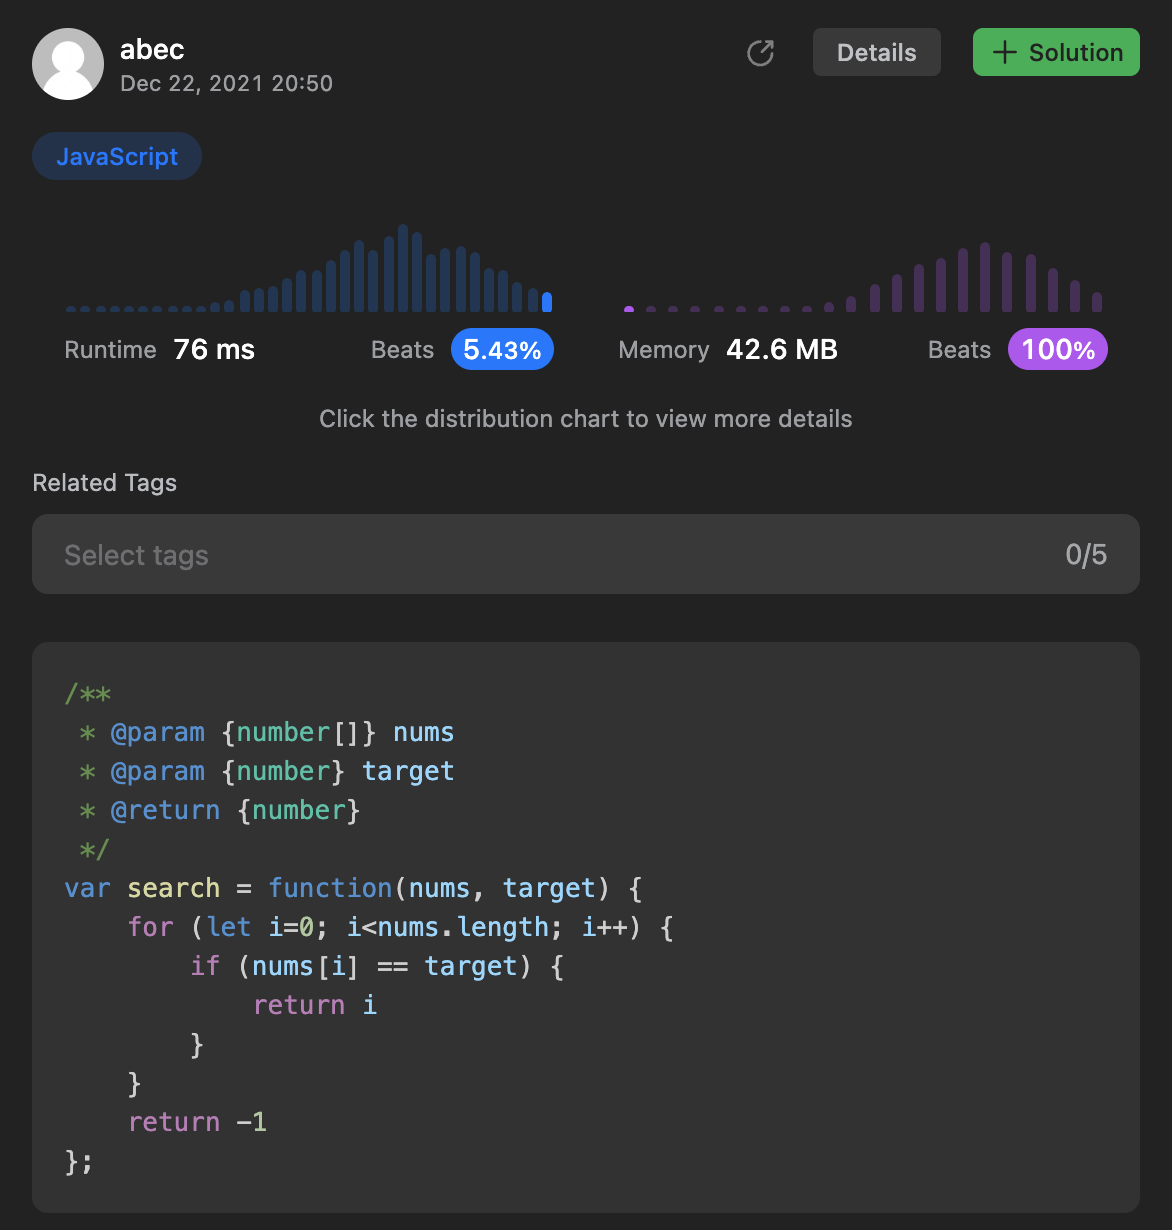 abec
Dec 22, 2021 20:50
Details
+ Solution
JavaScript
Runtime 76 ms Beats 5.43% Memory 42.6 MB Beats 100%
Click the distribution chart to view more details
Related Tags
Select tags 0/5
/**
 * @param {number[]} nums
 * @param {number} target
 * @return {number}
 */
var search = function(nums, target) {
    for (let i=0; i<nums.length; i++) {
        if (nums[i] == target) {
            return i
        }
    }
    return -1
};